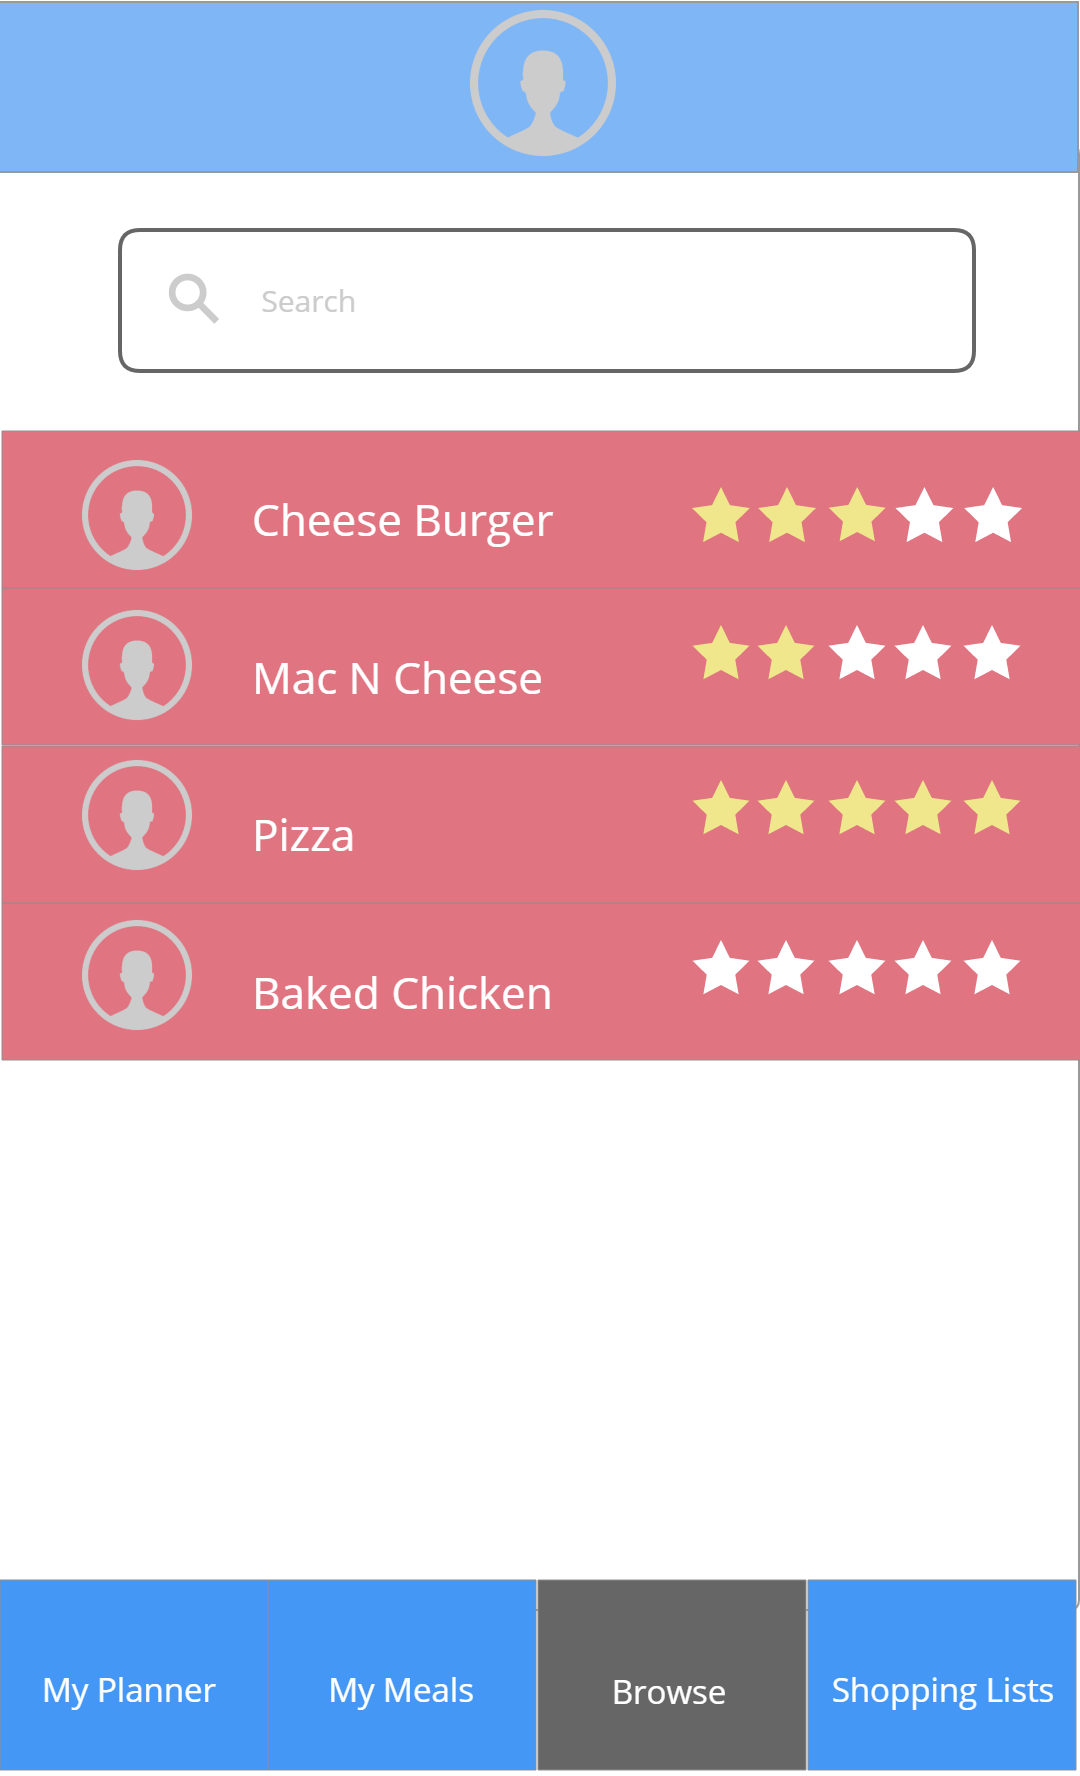 Search
Cheese Burger
Mac N Cheese
Pizza
Baked Chicken
My Planner
My Meals
Browse
Shopping Lists